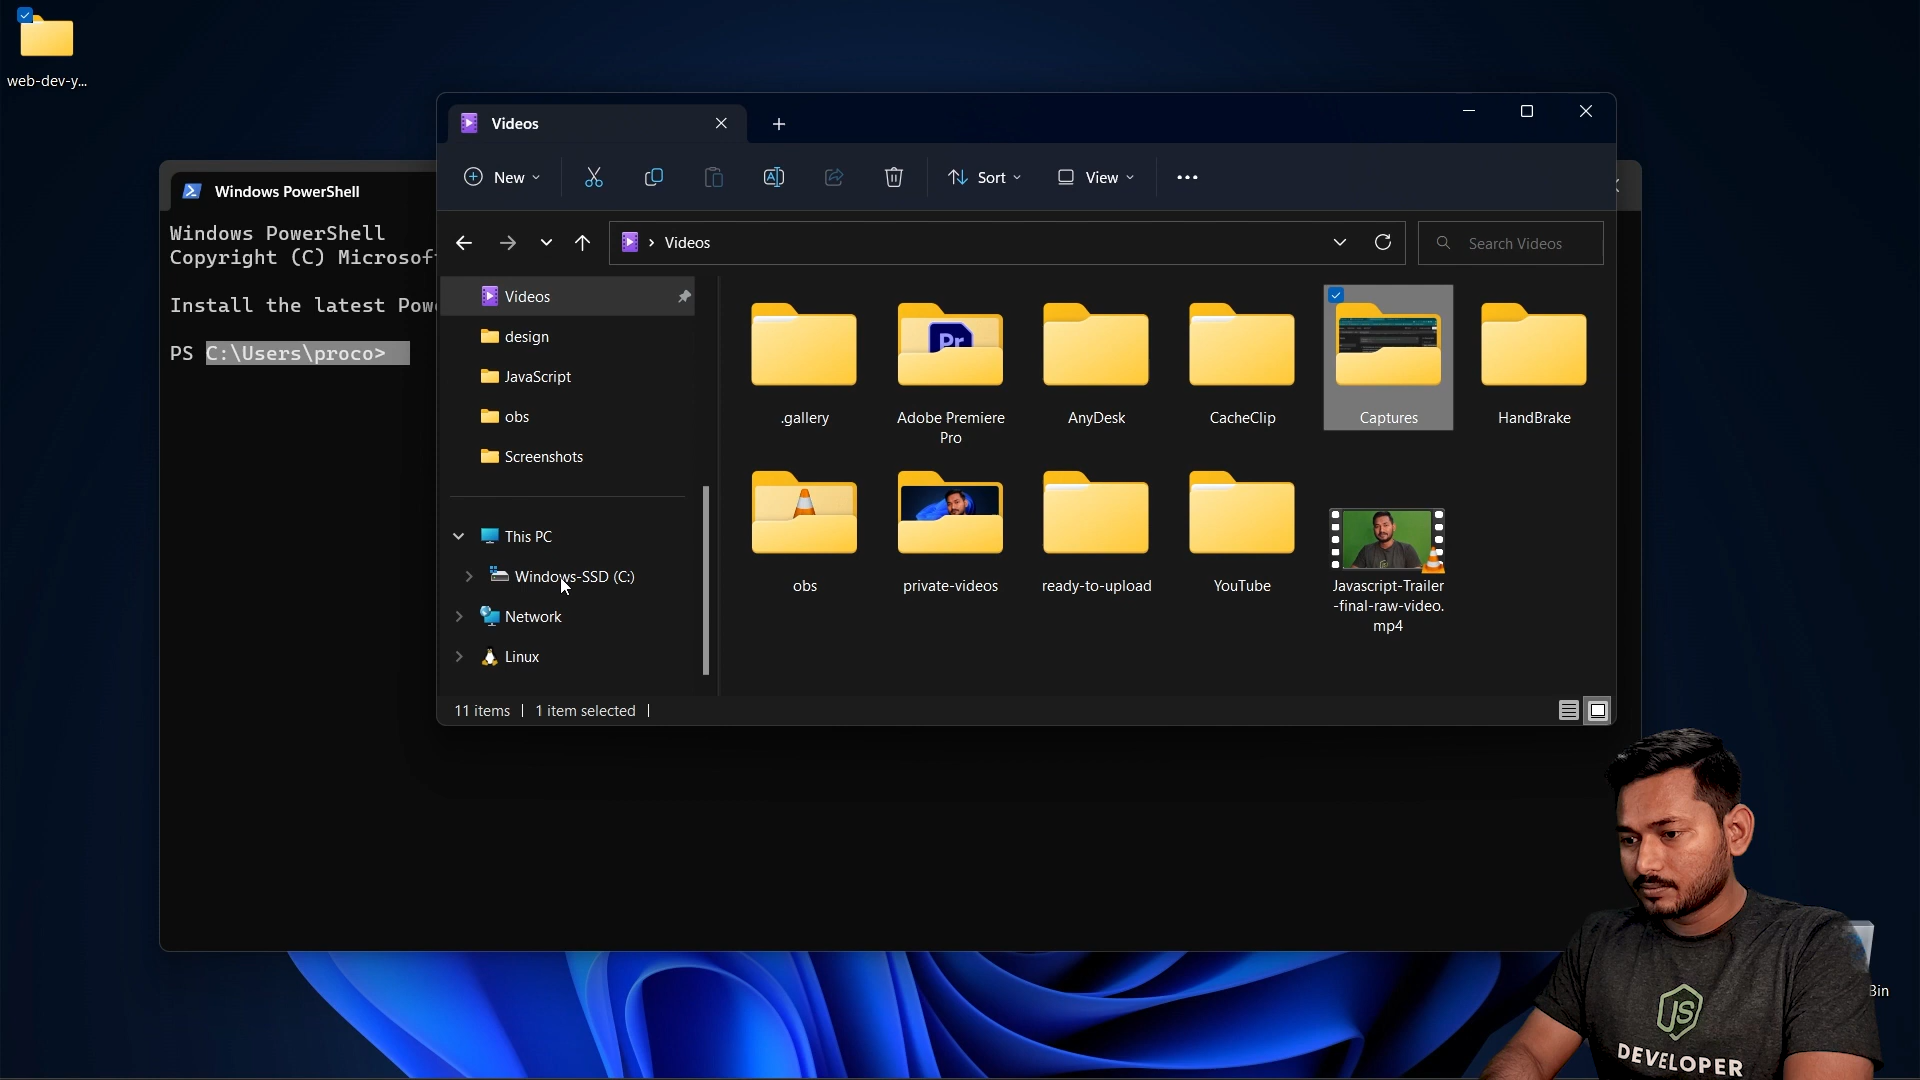 web-dev-y...
Videos
New
Sort
View
Videos
Search Videos
Windows PowerShell
Windows PowerShell
Copyright (C) Microsof
Install the latest Pow
PS C:\Users\proco>
Videos
design
JavaScript
obs
Screenshots
This PC
Windows-SSD (C:)
Network
Linux
.gallery
Adobe Premiere
Pro
AnyDesk
CacheClip
Captures
HandBrake
Pr
obs
private-videos
ready-to-upload
YouTube
Javascript-Trailer
-final-raw-video.
mp4
11 items
1 item selected
Bin
JS
DEVELOPER